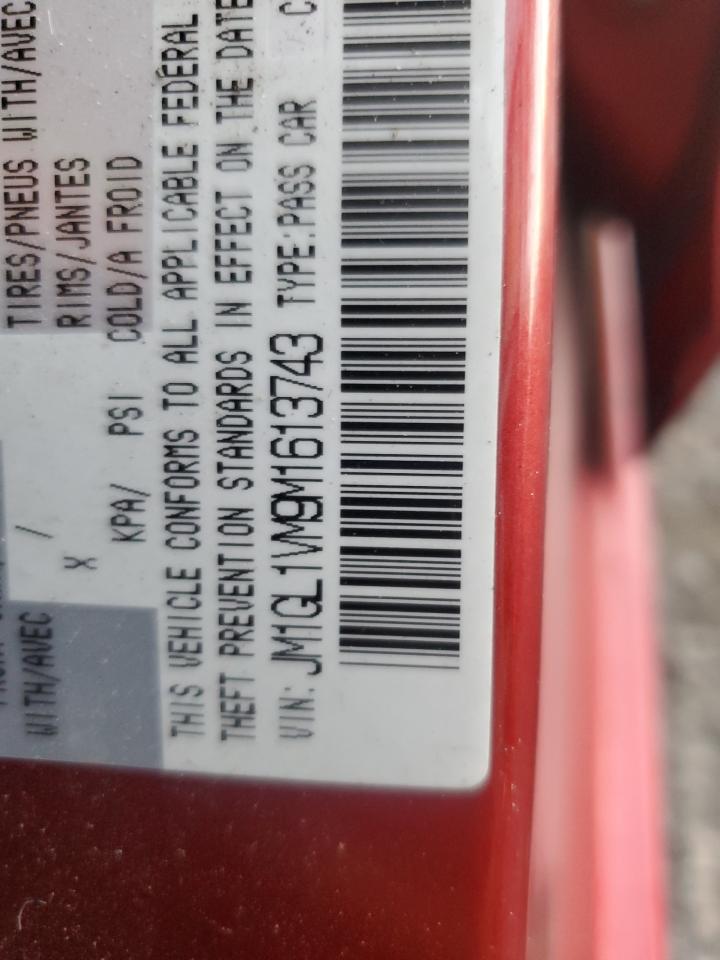 WITH/AVEC / TIRES/PNEUS WITH/AVEC
X RIMS/JANTES
KPA/ PSI COLD/A FROID
THIS VEHICLE CONFORMS TO ALL APPLICABLE FEDERAL
THEFT PREVENTION STANDARDS IN EFFECT ON THE DATE
VIN: JM1GL1VM9M1613743 TYPE:PASS CAR C